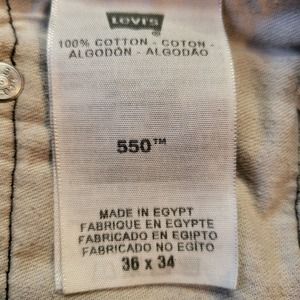 LEVI'S
®
100% COTTON - COTON -
ALGODÓN - ALGODÃO
550™
MADE IN EGYPT
FABRIQUE EN EGYPTE
FABRICADO EN EGIPTO
FABRICADO NO EGÍTO
36 x 34